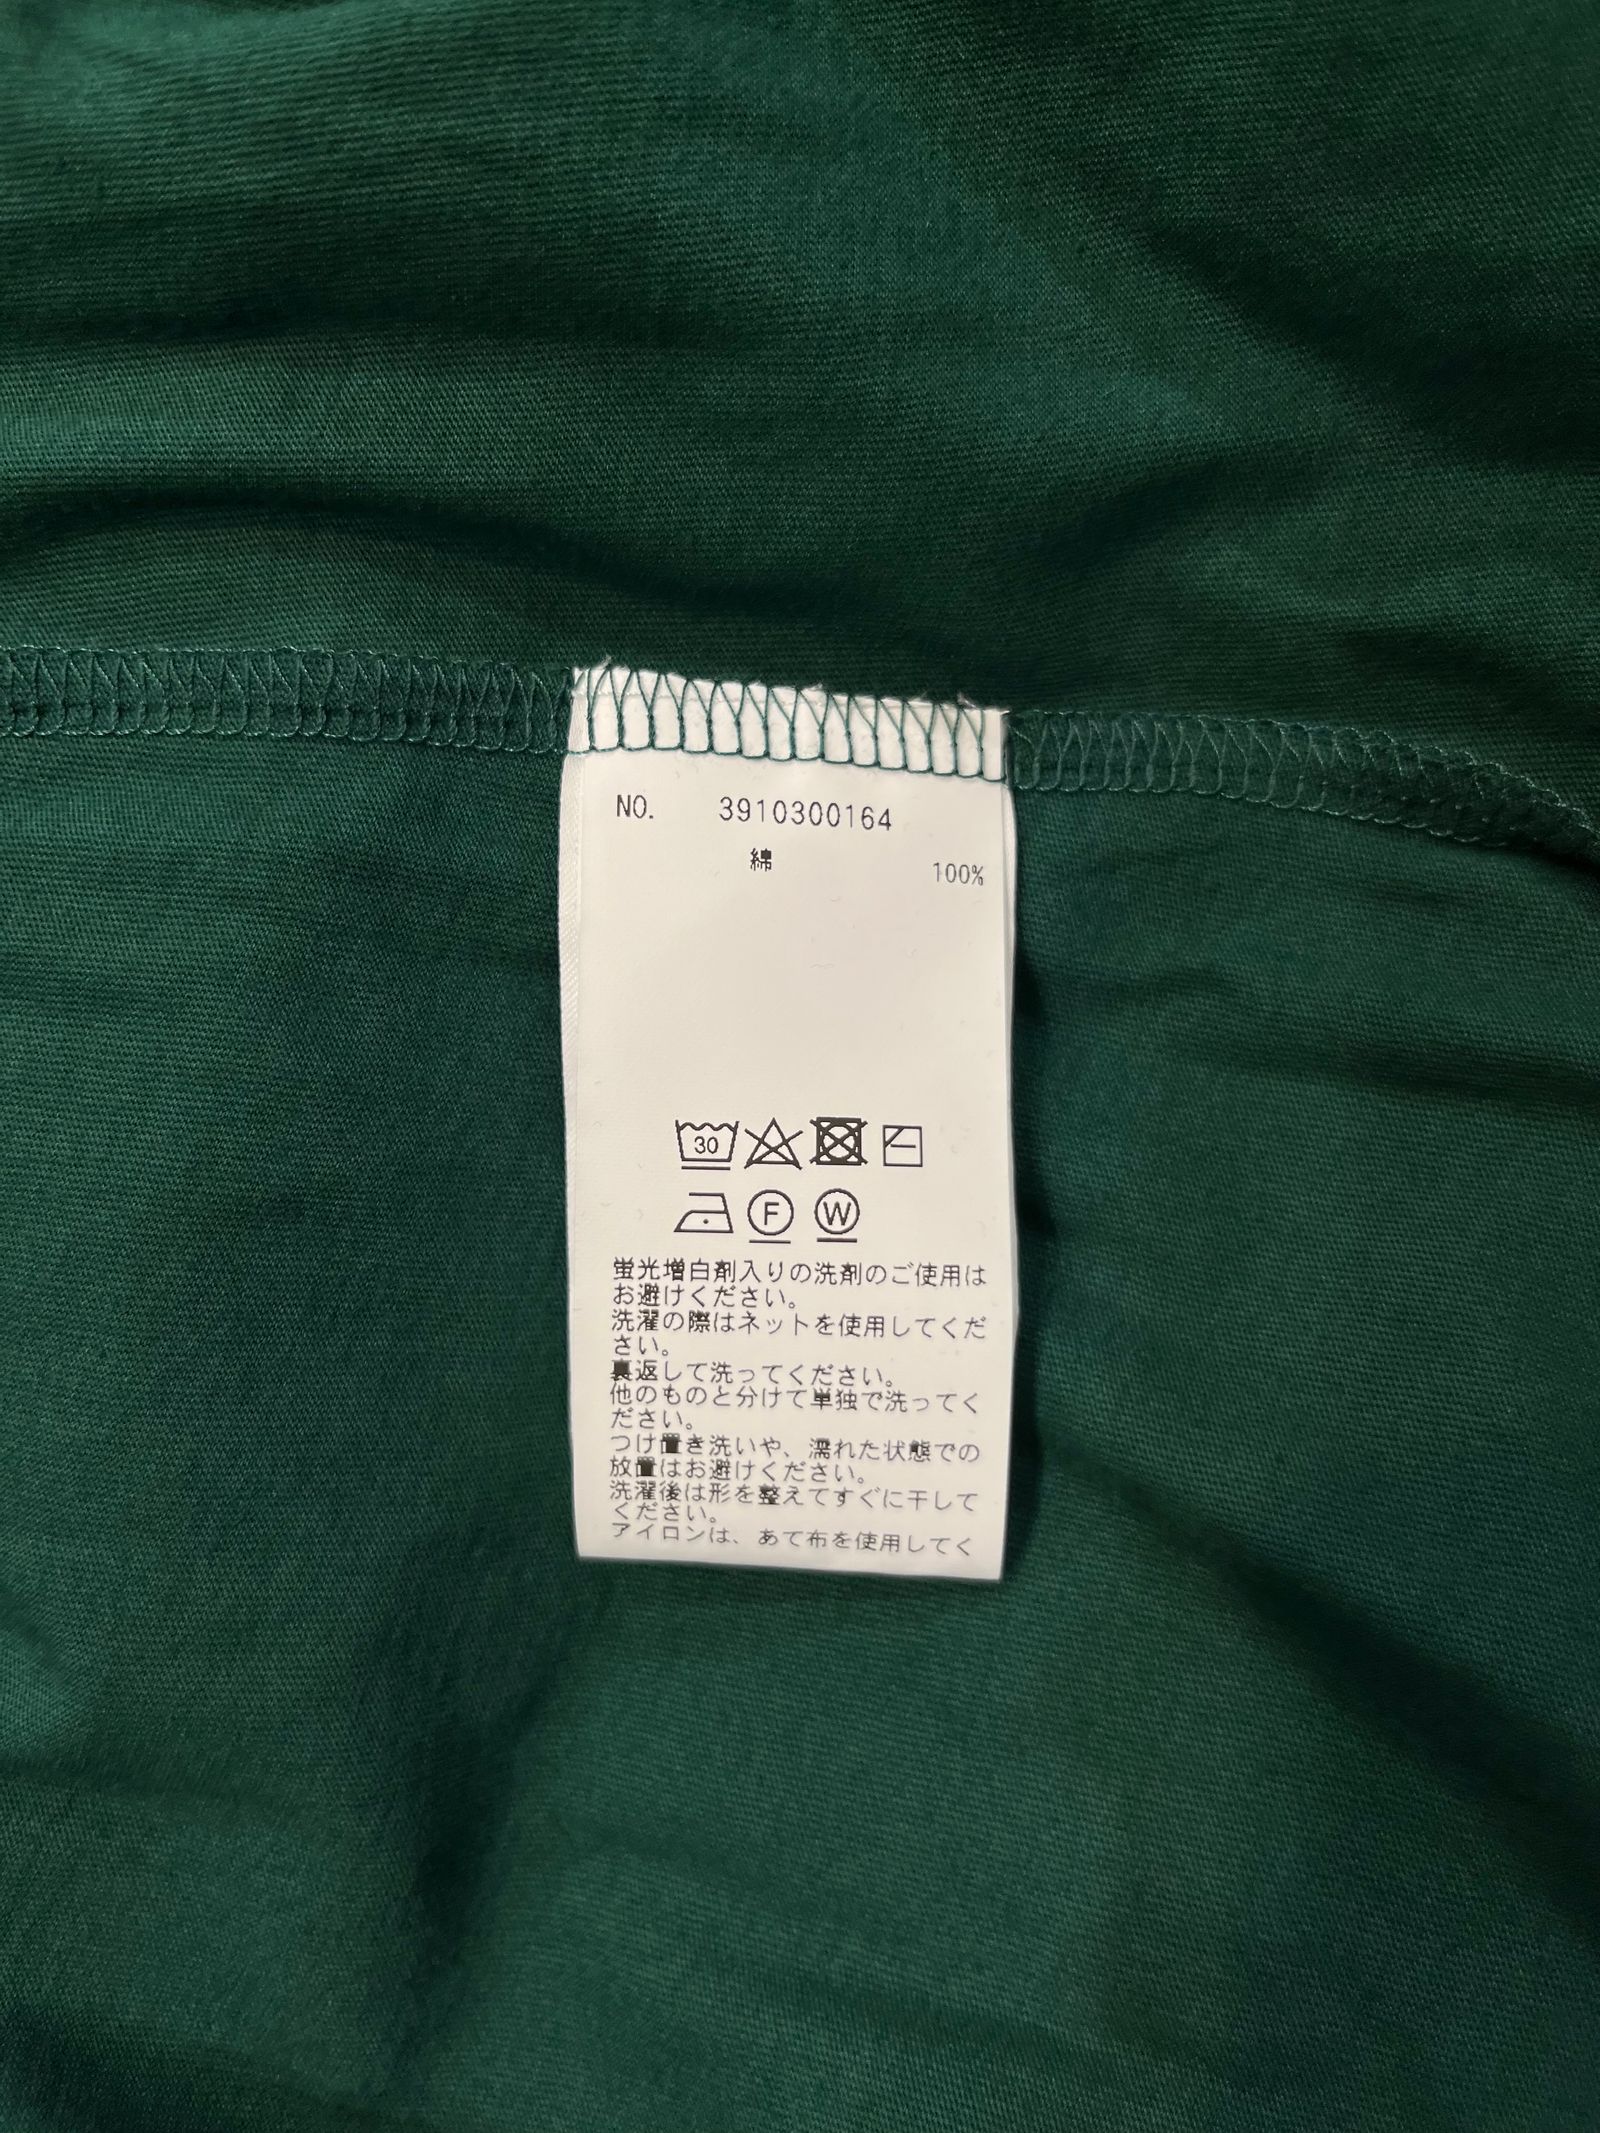 NO. 3910300164
綿 100%
30
F W
蛍光増白剤入りの洗剤のご使用は
お避けください。
洗濯の際はネットを使用してくだ
さい。
裏返して洗ってください。
他のものと分けて単独で洗ってく
ださい。
つけ置き洗いや、濡れた状態での
放置はお避けください。
洗濯後は形を整えてすぐに干して
ください。
アイロンは、あて布を使用してく